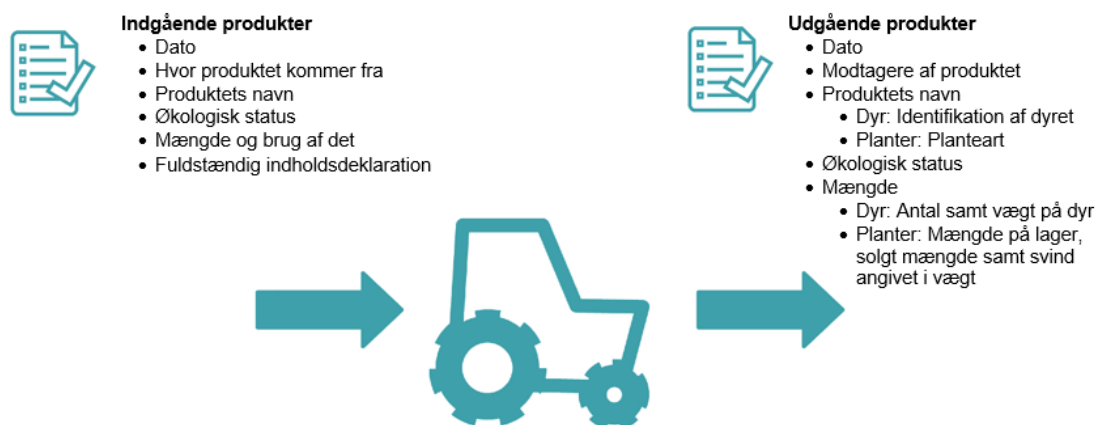 Indgående produkter
• Dato
• Hvor produktet kommer fra
• Produktets navn
• Økologisk status
• Mængde og brug af det
• Fuldstændig indholdsdeklaration
Udgående produkter
• Dato
• Modtagere af produktet
• Produktets navn
• Dyr: Identifikation af dyret
• Planter: Planteart
• Økologisk status
• Mængde
• Dyr: Antal samt vægt på dyr
• Planter: Mængde på lager,
solgt mængde samt svind
angivet i vægt